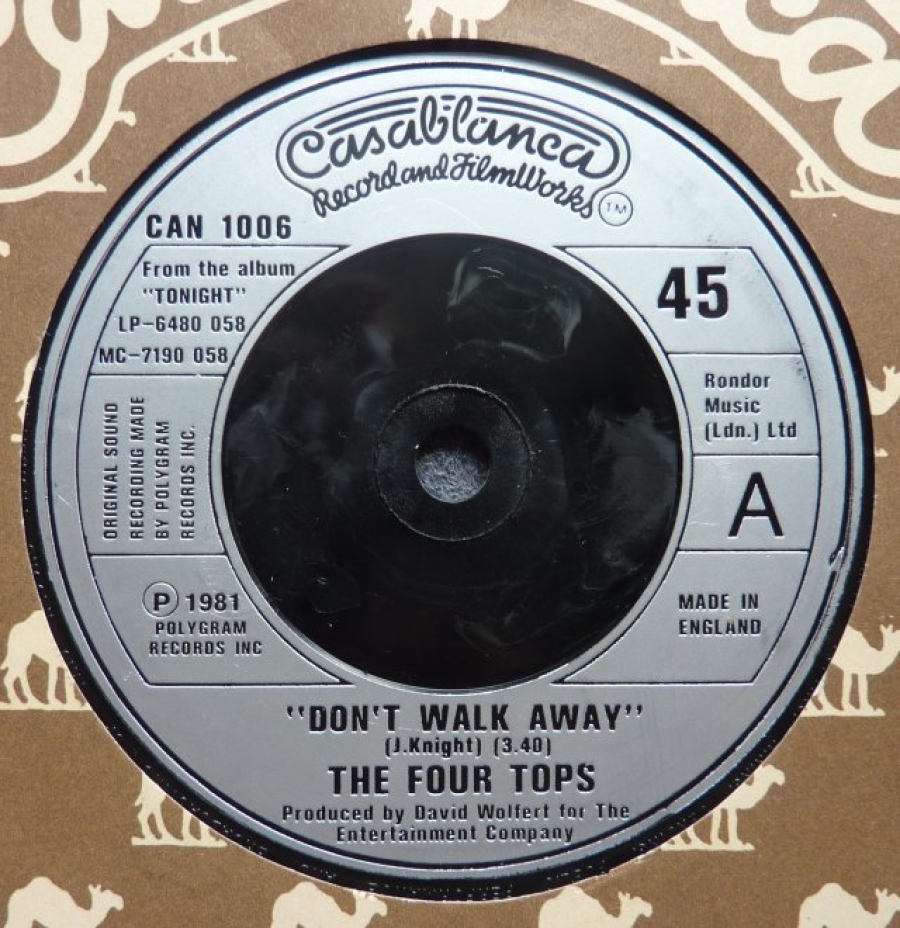 Casablanca
Record and FilmWorks TM
CAN 1006
From the album
"TONIGHT"
LP-6480 058
MC-7190 058
45
Rondor
Music
(Ldn.) Ltd
ORIGINAL SOUND
RECORDING MADE
BY POLYGRAM
RECORDS INC.
A
P 1981
POLYGRAM
RECORDS INC
MADE IN
ENGLAND
"DON'T WALK AWAY"
(J.Knight) (3.40)
THE FOUR TOPS
Produced by David Wolfert for The
Entertainment Company